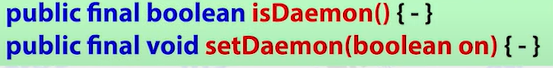 public final boolean isDaemon() { - }
public final void setDaemon(boolean on) { - }